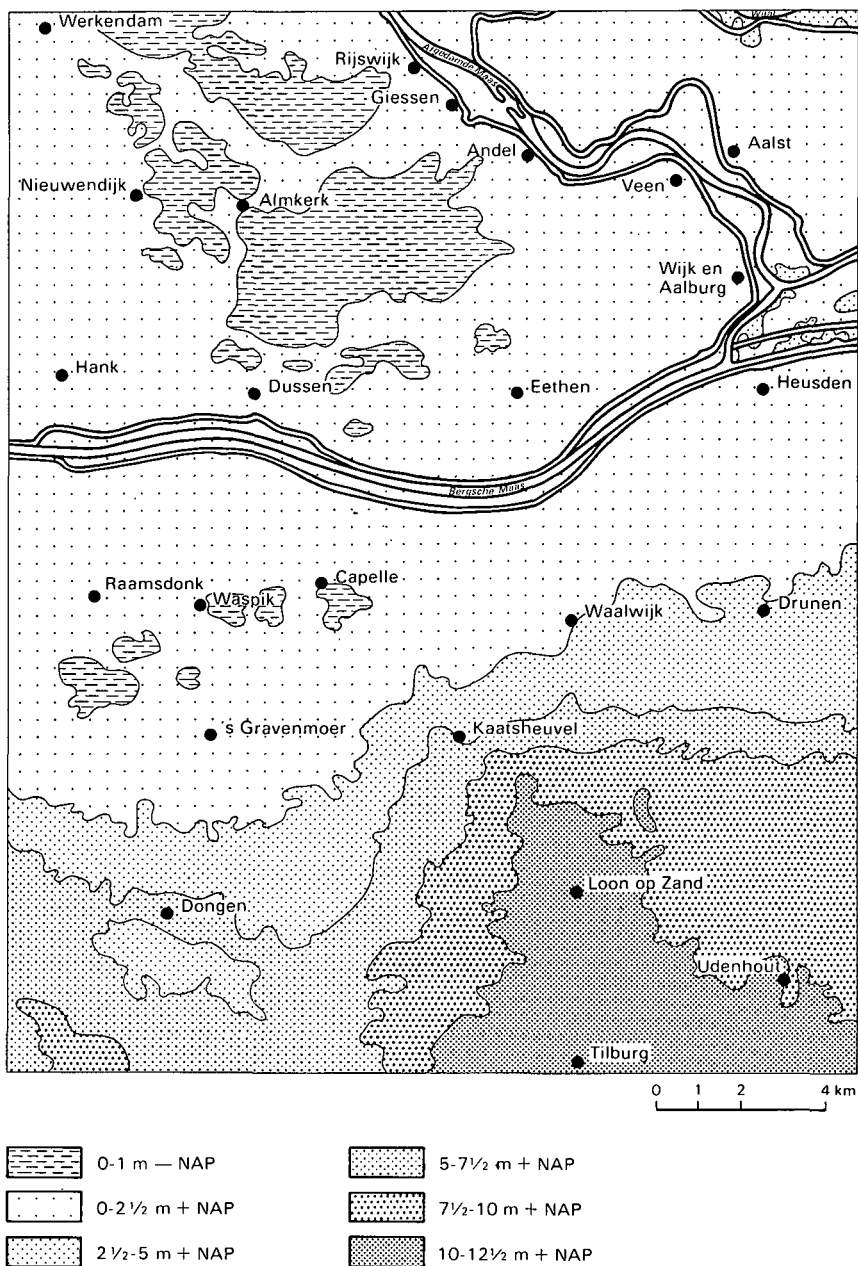 Werkendam
Waal
Rijswijk
Afgedamde Maas
Giessen
Andel
Aalst
Veen
Nieuwendijk
Almkerk
Wijk en
Aalburg
Hank
Dussen
Eethen
Heusden
Bergsche Maas
Raamsdonk
Waspik
Capelle
Waalwijk
Drunen
's Gravenmoer
Kaatsheuvel
Dongen
Loon op Zand
Udenhout
Tilburg
0 1 2 4 km
0-1 m — NAP
5-7½ m + NAP
0-2½ m + NAP
7½-10 m + NAP
2½-5 m + NAP
10-12½ m + NAP